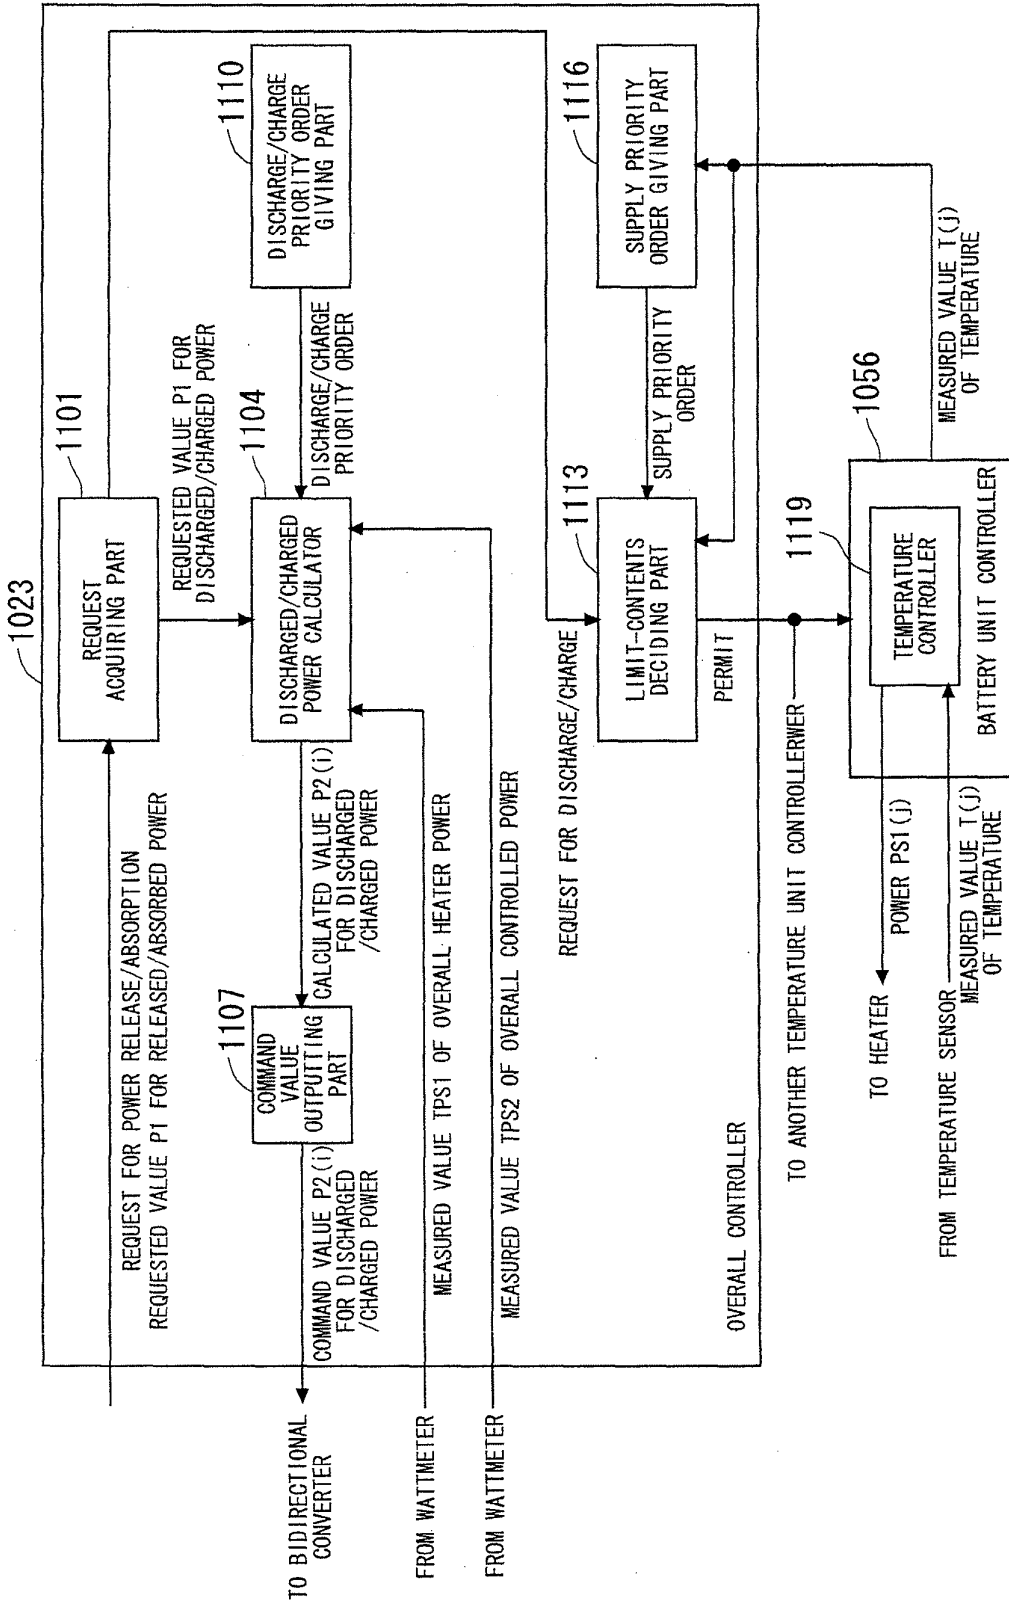 1023
1101
REQUEST
ACQUIRING PART
REQUEST FOR POWER RELEASE/ABSORPTION
REQUESTED VALUE P1 FOR RELEASED/ABSORBED POWER
REQUESTED VALUE P1 FOR
DISCHARGED/CHARGED POWER
1107
COMMAND
VALUE
OUTPUTTING
PART
1104
DISCHARGED/CHARGED
POWER CALCULATOR
1110
DISCHARGE/CHARGE
PRIORITY ORDER
GIVING PART
TO BIDIRECTIONAL
CONVERTER
COMMAND VALUE P2(i)
FOR DISCHARGED
/CHARGED POWER
CALCULATED VALUE P2(i)
FOR DISCHARGED
/CHARGED POWER
DISCHARGE/CHARGE
PRIORITY ORDER
FROM WATTMETER
MEASURED VALUE TPS1 OF OVERALL HEATER POWER
FROM WATTMETER
MEASURED VALUE TPS2 OF OVERALL CONTROLLED POWER
REQUEST FOR DISCHARGE/CHARGE
1113
LIMIT-CONTENTS
DECIDING PART
1116
SUPPLY PRIORITY
ORDER GIVING PART
SUPPLY PRIORITY
ORDER
PERMIT
OVERALL CONTROLLER
TO ANOTHER TEMPERATURE UNIT CONTROLLERWER
1056
1119
TEMPERATURE
CONTROLLER
TO HEATER
POWER PS1(j)
FROM TEMPERATURE SENSOR
MEASURED VALUE T(j)
OF TEMPERATURE
BATTERY UNIT CONTROLLER
MEASURED VALUE T(j)
OF TEMPERATURE